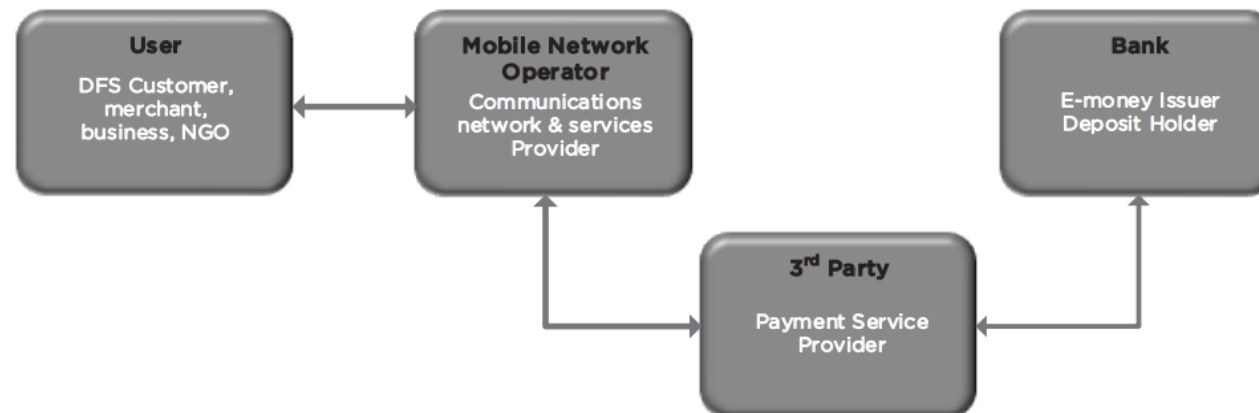 User
DFS Customer,
merchant,
business, NGO
Mobile Network
Operator
Communications
network & services
Provider
Bank
E-money Issuer
Deposit Holder
3rd Party
Payment Service
Provider